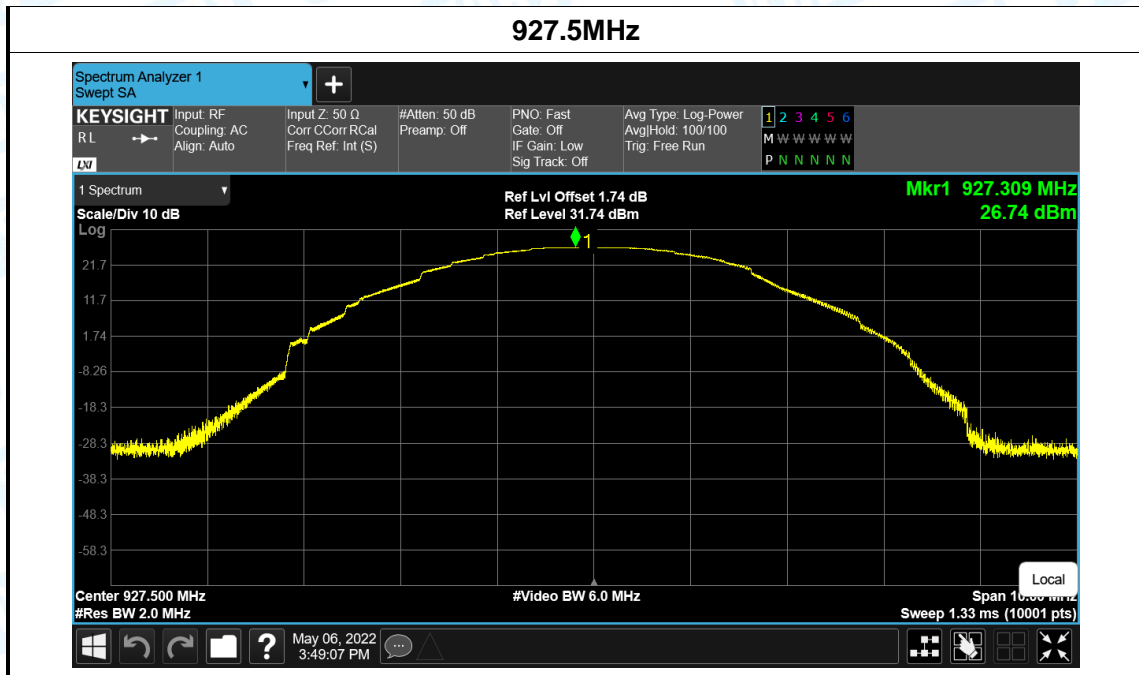 927.5MHz
Spectrum Analyzer 1
Swept SA
KEYSIGHT
R L
LXI
Input: RF
Coupling: AC
Align: Auto
Input Z: 50 Ω
Corr CCorr RCal
Freq Ref: Int (S)
#Atten: 50 dB
Preamp: Off
PNO: Fast
Gate: Off
IF Gain: Low
Sig Track: Off
Avg Type: Log-Power
Avg|Hold: 100/100
Trig: Free Run
1 2 3 4 5 6
M W W W W W
P N N N N N
1 Spectrum
Scale/Div 10 dB
Log
Ref Lvl Offset 1.74 dB
Ref Level 31.74 dBm
Mkr1 927.309 MHz
26.74 dBm
1
21.7
11.7
1.74
-8.26
-18.3
-28.3
-38.3
-48.3
-58.3
Local
Center 927.500 MHz
#Video BW 6.0 MHz
Span
#Res BW 2.0 MHz
Sweep 1.33 ms (10001 pts)
?
May 06, 2022
3:49:07 PM